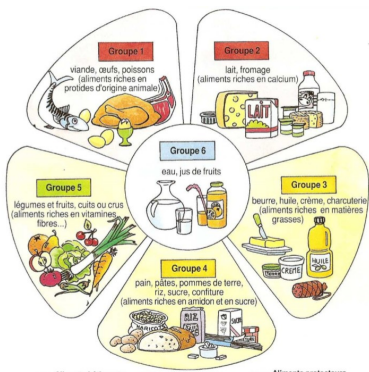 Groupe 1
viande, œufs, poissons
(aliments riches en
protides d'origine animale)
Groupe 2
lait, fromage
(aliments riches en calcium)
LAIT
Groupe 6
eau, jus de fruits
Groupe 5
légumes et fruits, cuits ou crus
(aliments riches en vitamines,
fibres...)
Groupe 3
beurre, huile, crème, charcuterie
(aliments riches en matières
grasses)
CREME
HUILE
Groupe 4
pain, pâtes, pommes de terre,
riz, sucre, confiture
(aliments riches en amidon et en sucre)
RIZ